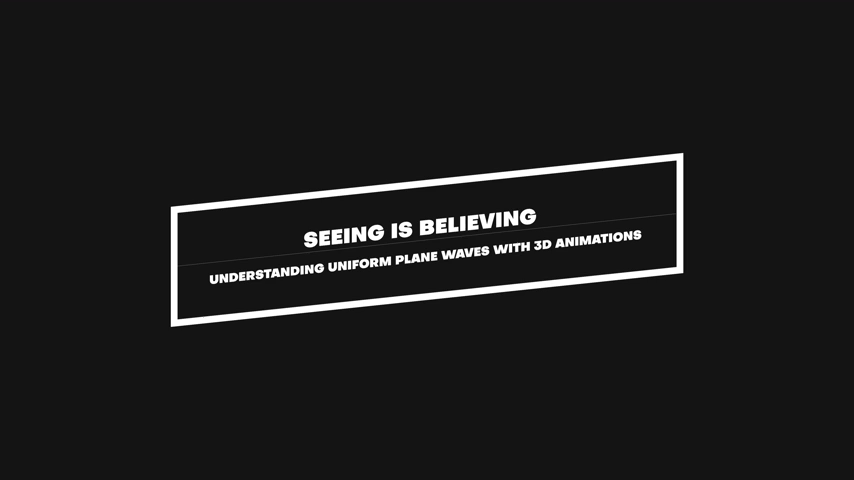 SEEING IS BELIEVING
UNDERSTANDING UNIFORM PLANE WAVES WITH 3D ANIMATIONS